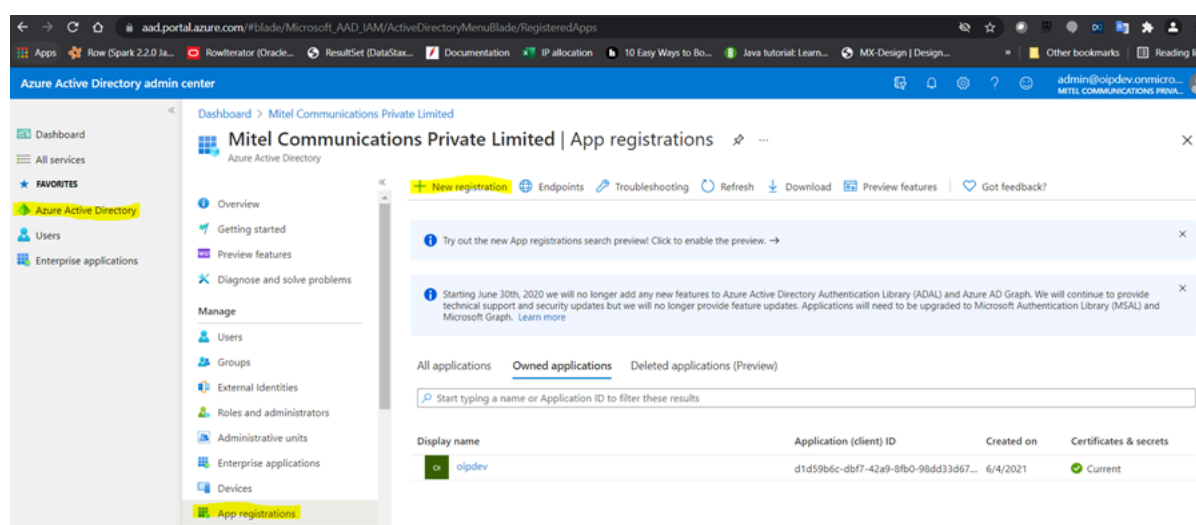 aad.portal.azure.com/#blade/Microsoft_AAD_IAM/ActiveDirectoryMenuBlade/RegisteredApps
Apps Row (Spark 2.2.0 Ja... RowIterator (Oracle... ResultSet (DataStax... Documentation IP allocation 10 Easy Ways to Bo... Java tutorial: Learn... MX-Design | Design... » Other bookmarks Reading li
Azure Active Directory admin center
admin@oipdev.onmicro...
MITEL COMMUNICATIONS PRIVA...
Dashboard
All services
FAVORITES
Azure Active Directory
Users
Enterprise applications
Dashboard > Mitel Communications Private Limited
Mitel Communications Private Limited | App registrations
Azure Active Directory
Overview
Getting started
Preview features
Diagnose and solve problems
Manage
Users
Groups
External Identities
Roles and administrators
Administrative units
Enterprise applications
Devices
App registrations
New registration Endpoints Troubleshooting Refresh Download Preview features Got feedback?
Try out the new App registrations search preview! Click to enable the preview. →
Starting June 30th, 2020 we will no longer add any new features to Azure Active Directory Authentication Library (ADAL) and Azure AD Graph. We will continue to provide
technical support and security updates but we will no longer provide feature updates. Applications will need to be upgraded to Microsoft Authentication Library (MSAL) and
Microsoft Graph. Learn more
All applications Owned applications Deleted applications (Preview)
Start typing a name or Application ID to filter these results
Display name Application (client) ID Created on Certificates & secrets
OI oipdev d1d59b6c-dbf7-42a9-8fb0-98dd33d67... 6/4/2021 Current